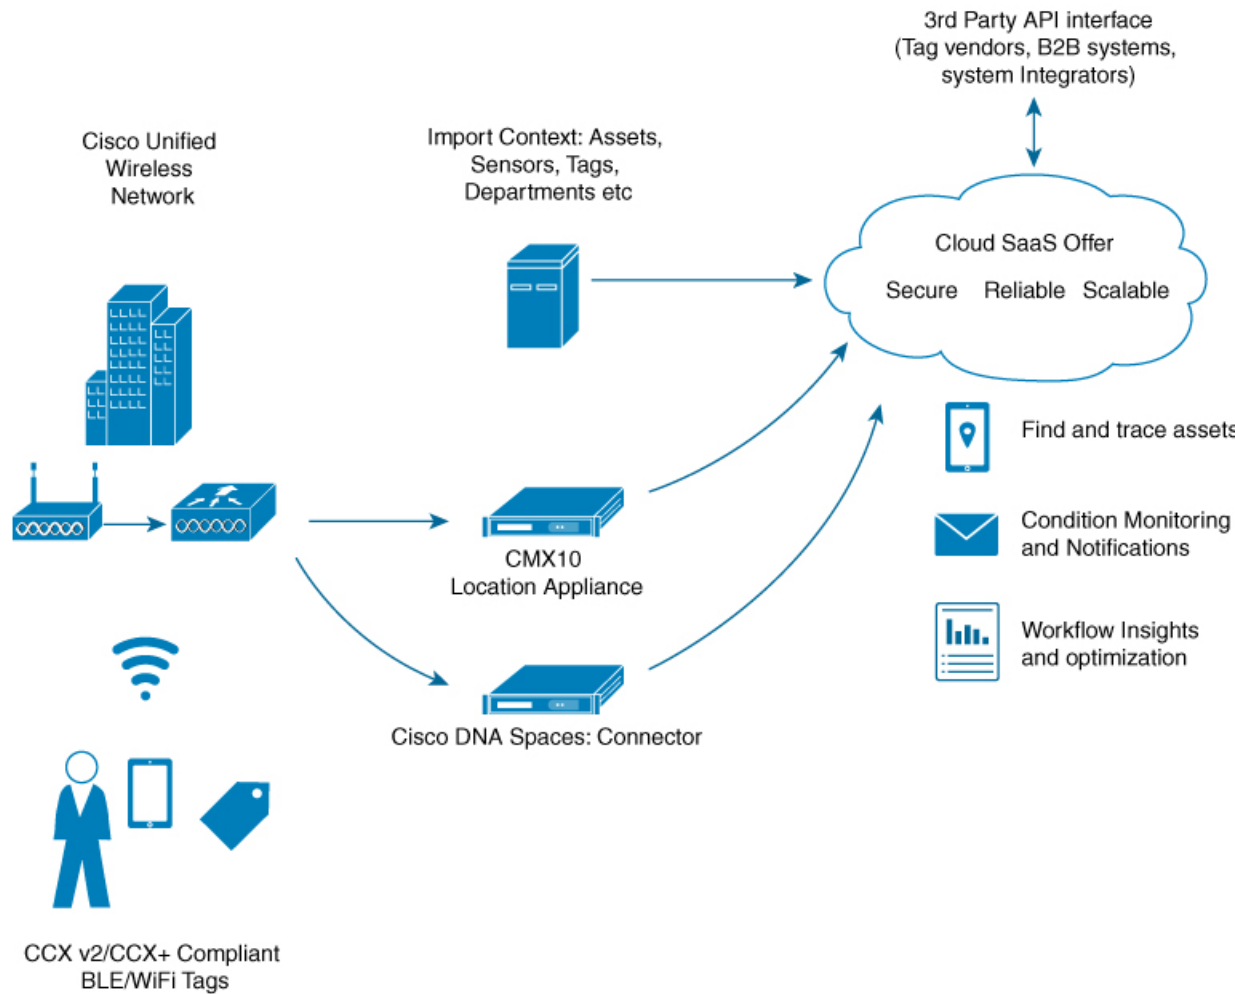 3rd Party API interface
(Tag vendors, B2B systems,
system Integrators)
Cisco Unified
Wireless
Network
Import Context: Assets,
Sensors, Tags,
Departments etc
Cloud SaaS Offer
Secure Reliable Scalable
Find and trace assets
CMX10
Location Appliance
Condition Monitoring
and Notifications
Workflow Insights
and optimization
Cisco DNA Spaces: Connector
CCX v2/CCX+ Compliant
BLE/WiFi Tags